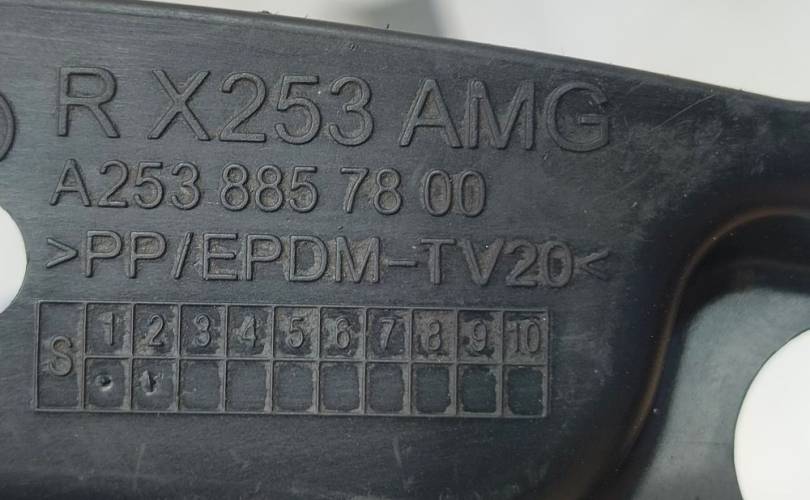 R X253 AMG
A253 885 78 00
>PP/EPDM-TV20<
S 1 2 3 4 5 6 7 8 9 10